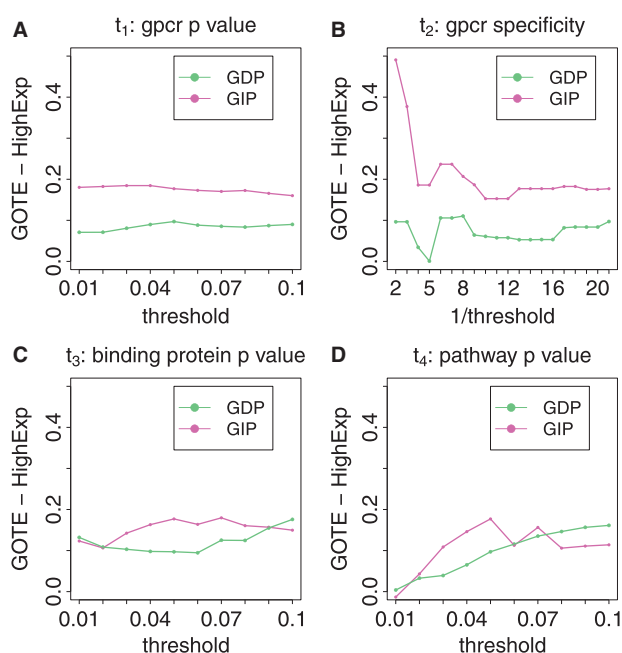 A
t₁: gpcr p value
GOTE − HighExp
0.4
0.2
0.0
GDP
GIP
0.01 0.04 0.07 0.1
threshold
B
t₂: gpcr specificity
GOTE − HighExp
0.4
0.2
0.0
GDP
GIP
2 5 8 12 16 20
1/threshold
C
t₃: binding protein p value
GOTE − HighExp
0.4
0.2
0.0
GDP
GIP
0.01 0.04 0.07 0.1
threshold
D
t₄: pathway p value
GOTE − HighExp
0.4
0.2
0.0
GDP
GIP
0.01 0.04 0.07 0.1
threshold